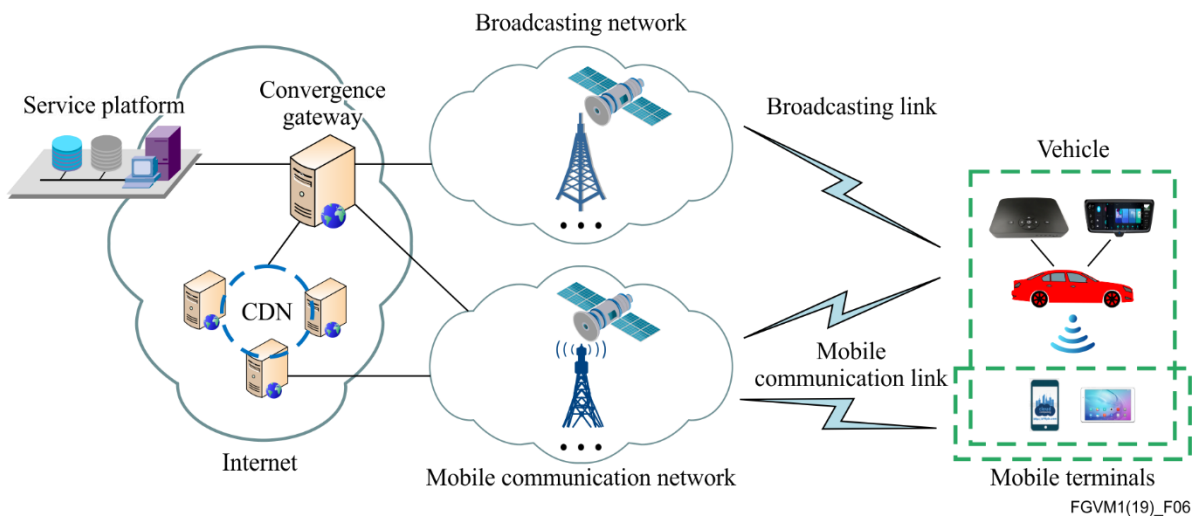 Broadcasting network
Service platform
Convergence
gateway
Broadcasting link
Vehicle
CDN
Mobile
communication link
Internet
Mobile communication network
Mobile terminals
FGVM1(19)_F06